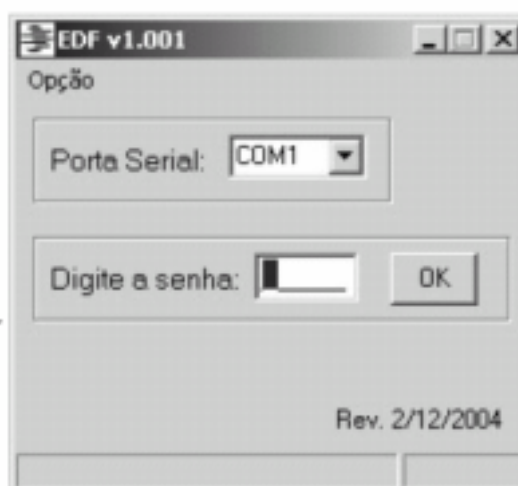 EDF v1.001
Opção
Porta Serial: COM1
Digite a senha: OK
Rev. 2/12/2004